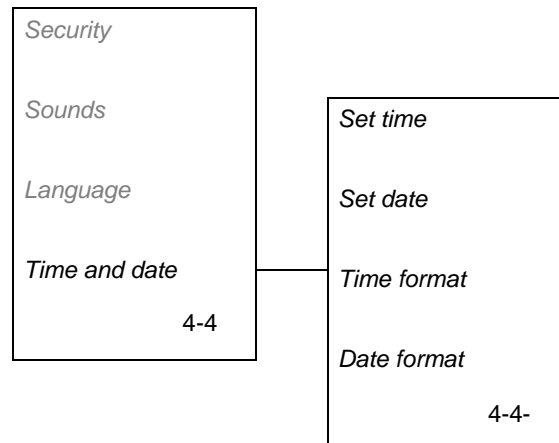 Security
Sounds
Language
Time and date
4-4
Set time
Set date
Time format
Date format
4-4-